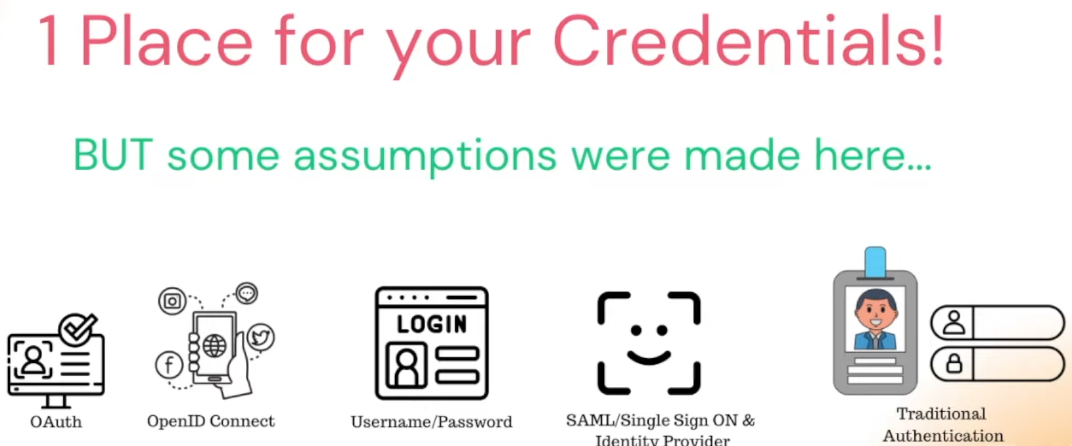 1 Place for your Credentials!
BUT some assumptions were made here...
LOGIN
OAuth
OpenID Connect
Username/Password
SAML/Single Sign ON &
Identity Provider
Traditional
Authentication